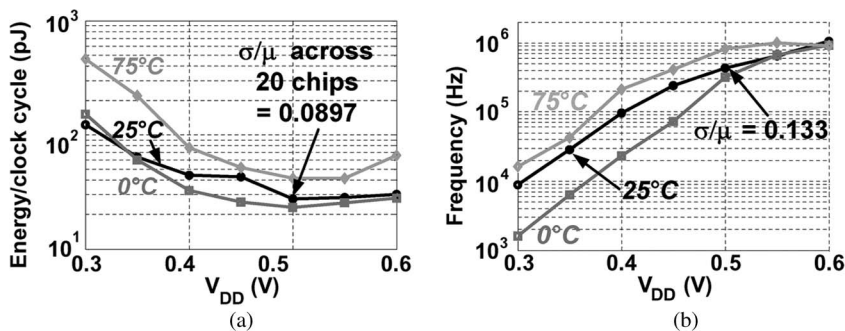 Energy/clock cycle (pJ)
10³
10²
10¹
75°C
25°C
0°C
σ/μ across
20 chips
= 0.0897
0.3 0.4 0.5 0.6
V_DD (V)
(a)
Frequency (Hz)
10⁶
10⁵
10⁴
10³
75°C
σ/μ = 0.133
25°C
0°C
0.3 0.4 0.5 0.6
V_DD (V)
(b)